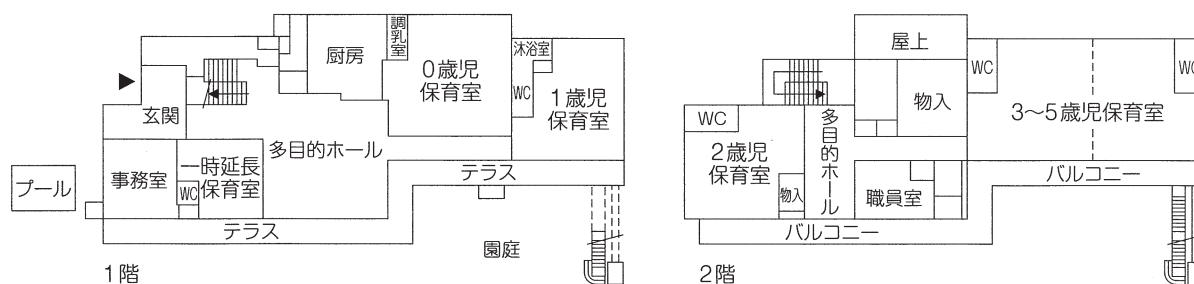 調乳室
厨房
0歳児
保育室
沐浴室
WC
1歳児
保育室
玄関
多目的ホール
事務室
一時延長
保育室
WC
プール
テラス
テラス
園庭
1階
屋上
WC
WC
物入
3〜5歳児保育室
WC
2歳児
保育室
多目的ホール
物入
職員室
バルコニー
バルコニー
2階